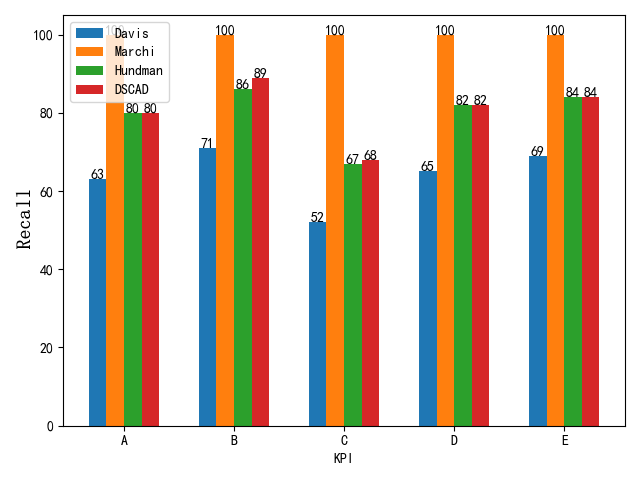 Davis
Marchi
Hundman
DSCAD
100
80
60
40
20
0
Recall
63 100 80 80
71 100 86 89
52 100 67 68
65 100 82 82
69 100 84 84
A B C D E
KPI